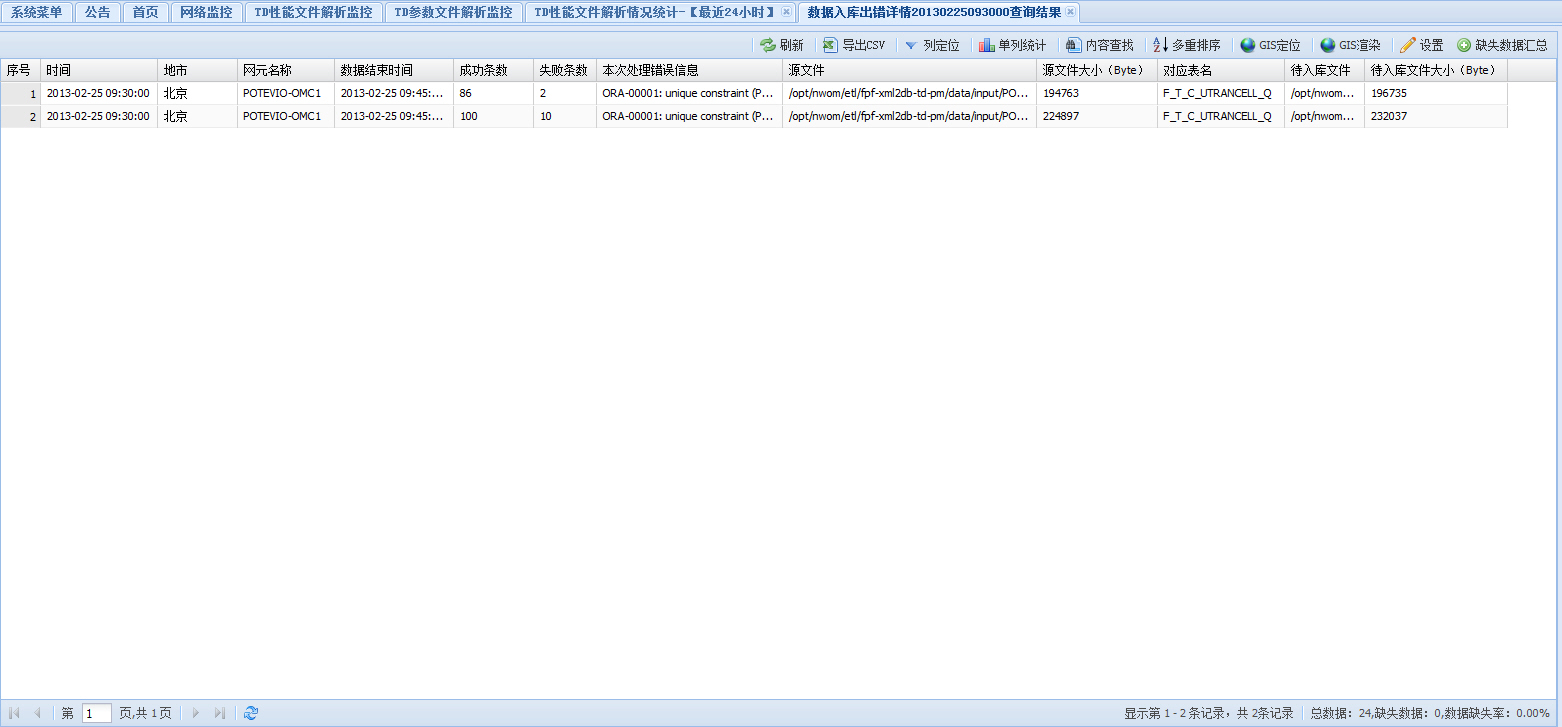 系统菜单 公告 首页 网络监控 TD性能文件解析监控 TD参数文件解析监控 TD性能文件解析情况统计-【最近24小时】 数据入库出错详情20130225093000查询结果
刷新 导出CSV 列定位 单列统计 内容查找 多重排序 GIS定位 GIS渲染 设置 缺失数据汇总
序号 时间 地市 网元名称 数据结束时间 成功条数 失败条数 本次处理错误信息 源文件 源文件大小（Byte） 对应表名 待入库文件 待入库文件大小（Byte）
1 2013-02-25 09:30:00 北京 POTEVIO-OMC1 2013-02-25 09:45:... 86 2 ORA-00001: unique constraint (P... /opt/nwom/etl/fpf-xml2db-td-pm/data/input/PO... 194763 F_T_C_UTRANCELL_Q /opt/nwom... 196735
2 2013-02-25 09:30:00 北京 POTEVIO-OMC1 2013-02-25 09:45:... 100 10 ORA-00001: unique constraint (P... /opt/nwom/etl/fpf-xml2db-td-pm/data/input/PO... 224897 F_T_C_UTRANCELL_Q /opt/nwom... 232037
第 1 页,共 1页 显示第 1 - 2 条记录，共 2条记录 总数据：24,缺失数据：0,数据缺失率：0.00%